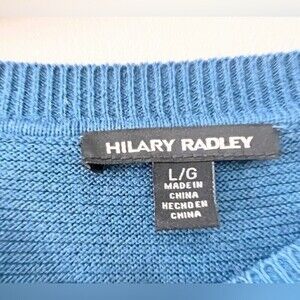 HILARY RADLEY
L/G
MADE IN
CHINA
HECHO EN
CHINA